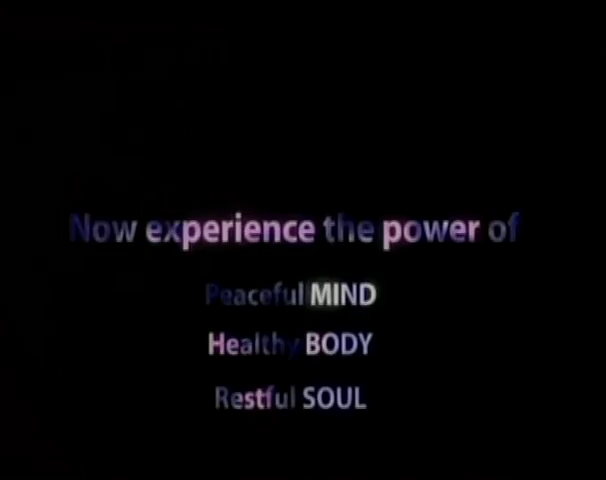 Now experience the power of
Peaceful MIND
Healthy BODY
Restful SOUL